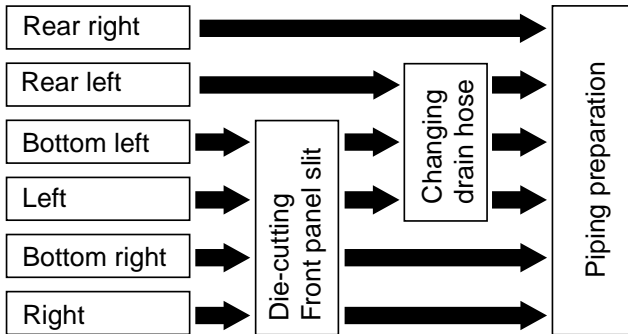 Rear right
Rear left
Bottom left
Left
Bottom right
Right
Die-cutting
Front panel slit
Changing
drain hose
Piping preparation